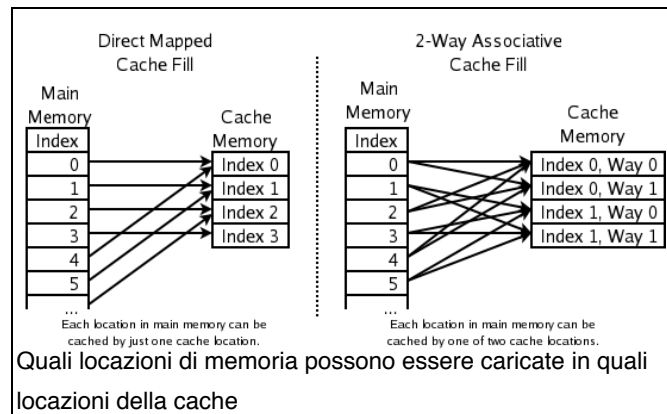 Direct Mapped
Cache Fill
Main
Memory
Index
0
1
2
3
4
5
...
Cache
Memory
Index 0
Index 1
Index 2
Index 3
Each location in main memory can be
cached by just one cache location.
2-Way Associative
Cache Fill
Main
Memory
Index
0
1
2
3
4
5
...
Cache
Memory
Index 0, Way 0
Index 0, Way 1
Index 1, Way 0
Index 1, Way 1
Each location in main memory can be
cached by one of two cache locations.
Quali locazioni di memoria possono essere caricate in quali
locazioni della cache